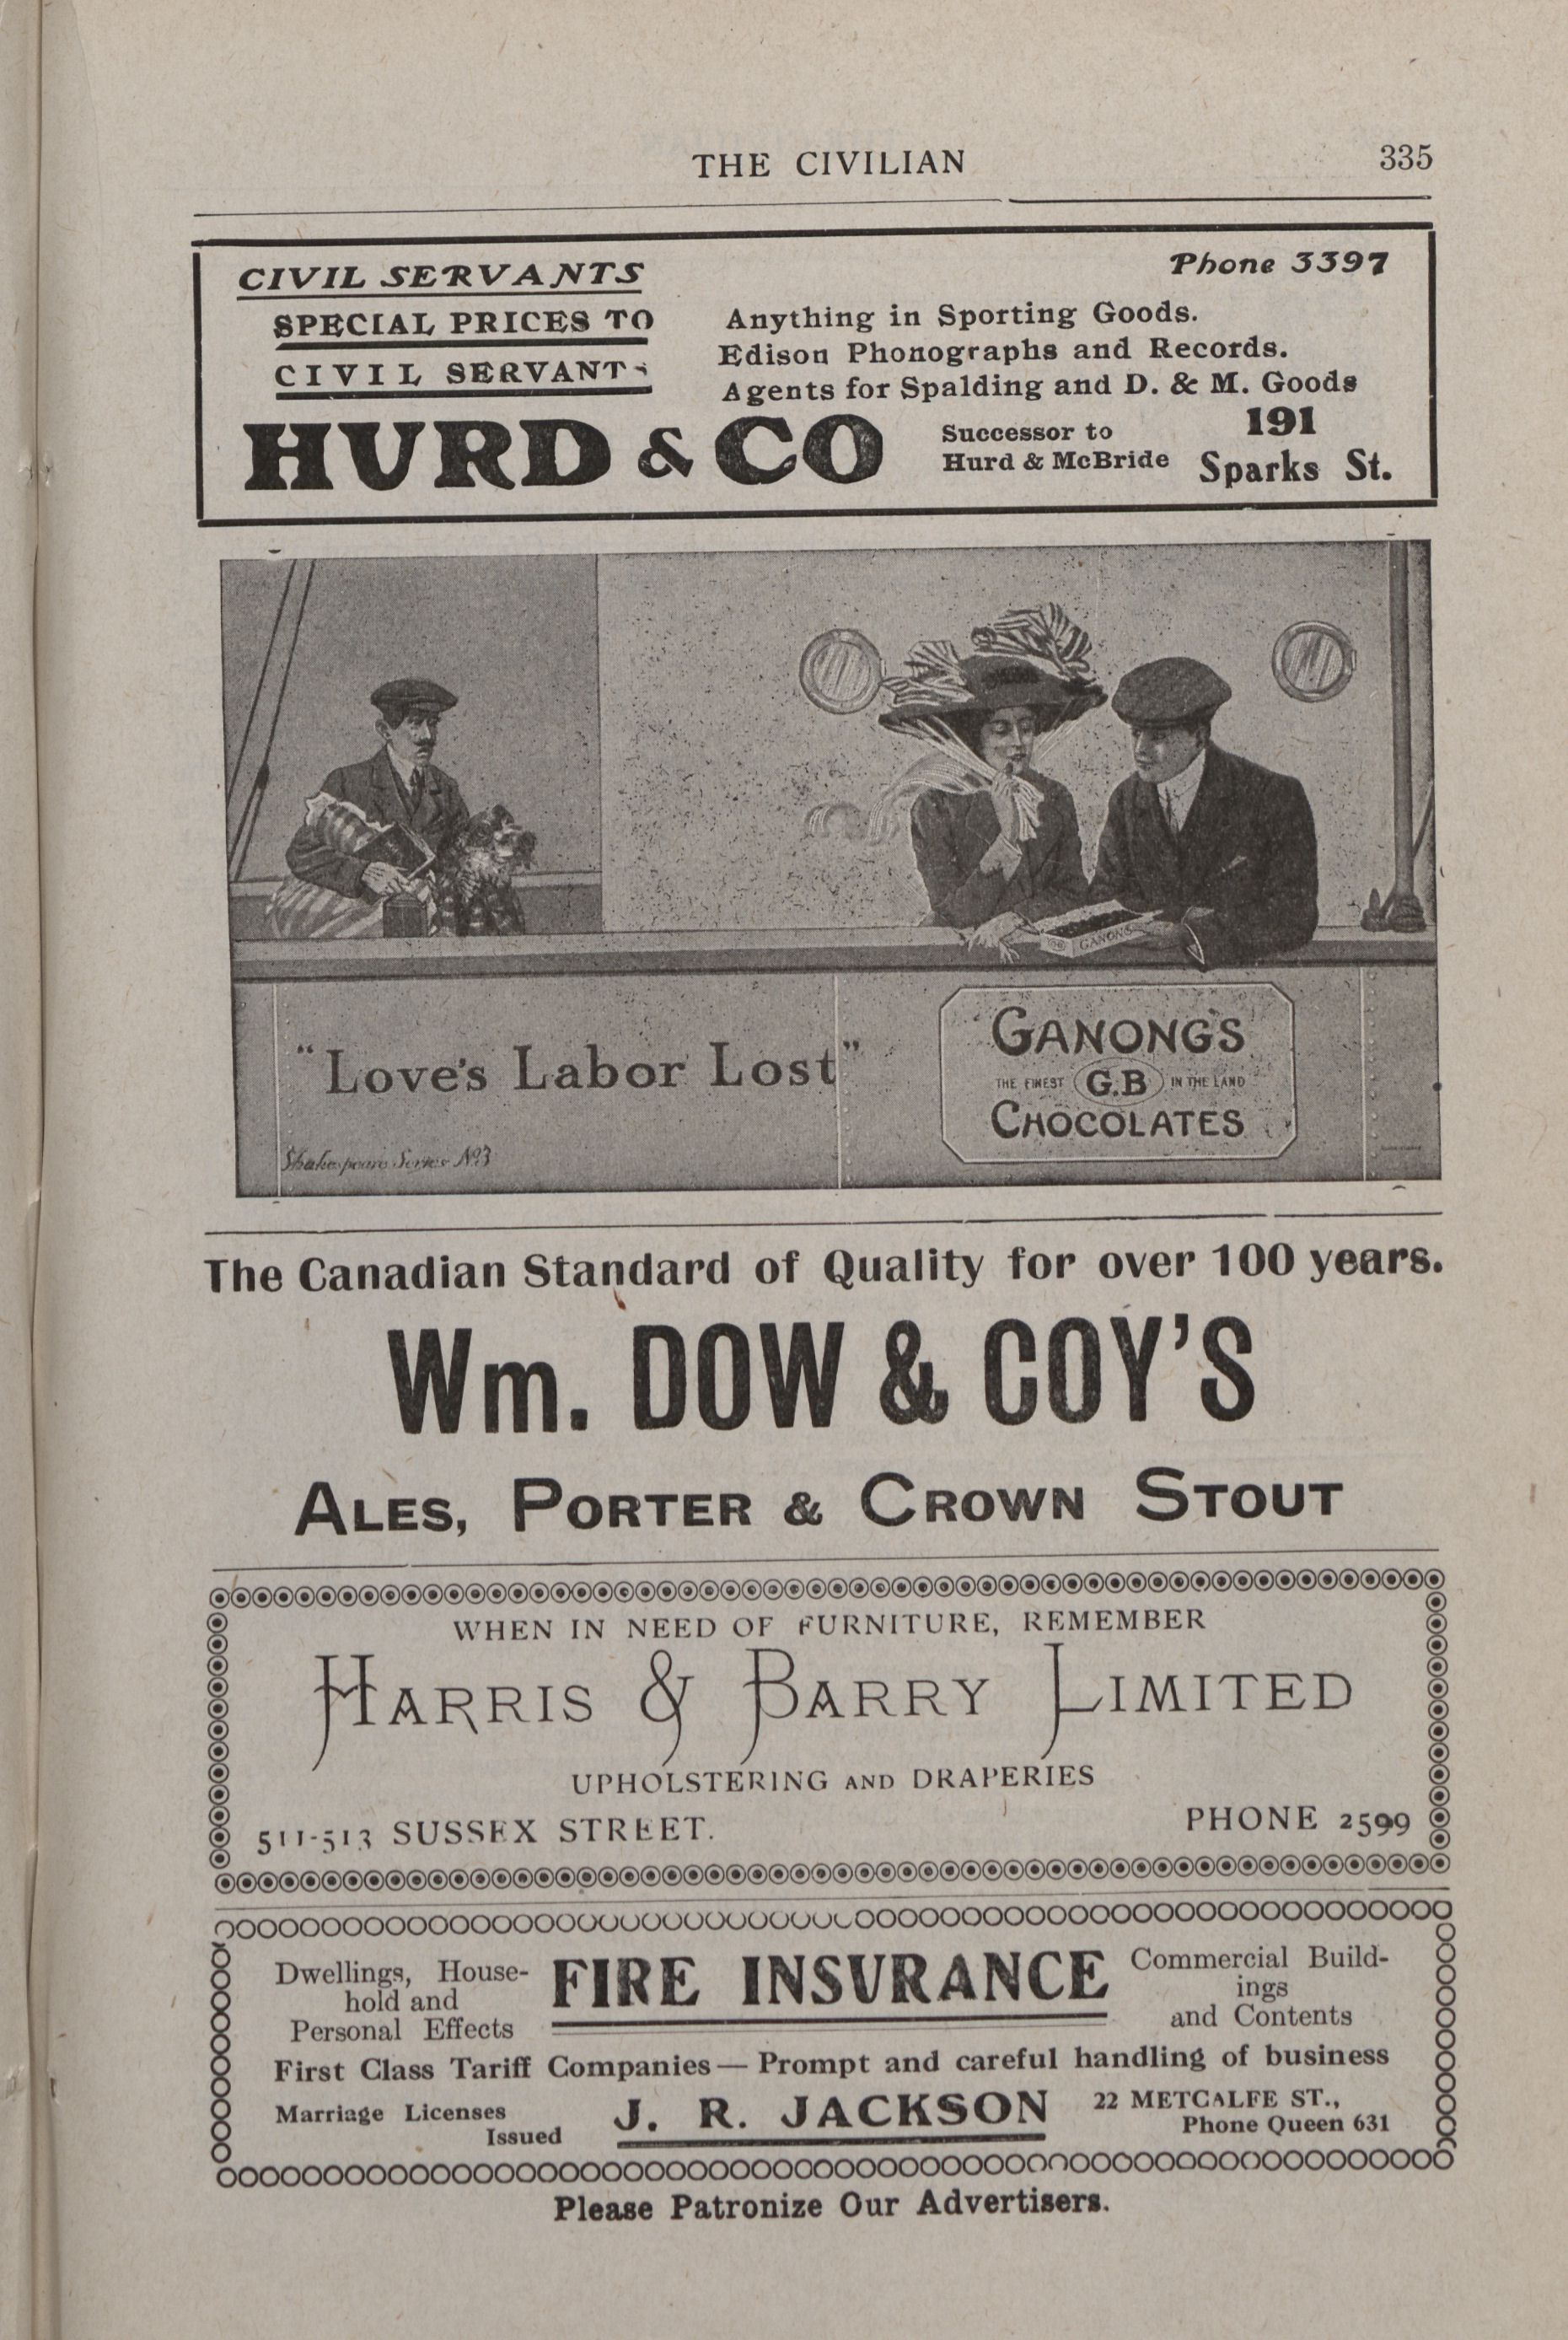 THE CIVILIAN
335
CIVIL SERVANTS
SPECIAL PRICES TO
CIVIL SERVANTS
Phone 3397
Anything in Sporting Goods.
Edison Phonographs and Records.
Agents for Spalding and D. & M. Goods
HURD & CO
Successor to
Hurd & McBride
191
Sparks St.
GANONG'S
"Love's Labor Lost"
GANONG'S
THE FINEST G.B IN THE LAND
CHOCOLATES
Shakespeare Series No3
The Canadian Standard of Quality for over 100 years.
Wm. DOW & COY'S
ALES, PORTER & CROWN STOUT
WHEN IN NEED OF FURNITURE, REMEMBER
HARRIS & BARRY LIMITED
UPHOLSTERING AND DRAPERIES
511-513 SUSSEX STREET.
PHONE 2599
Dwellings, House-
hold and
Personal Effects
FIRE INSURANCE
Commercial Build-
ings
and Contents
First Class Tariff Companies — Prompt and careful handling of business
Marriage Licenses
Issued
J. R. JACKSON
22 METCALFE ST.,
Phone Queen 631
Please Patronize Our Advertisers.